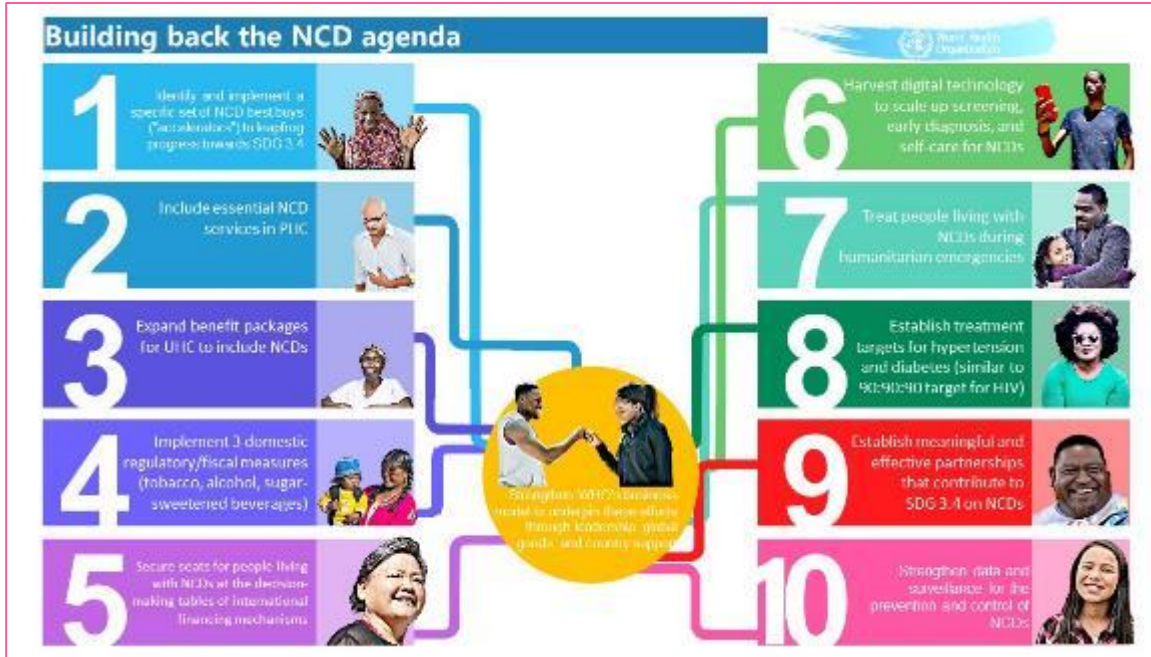 Building back the NCD agenda
World Health
Organization
1
Identify and implement a
specific set of NCD best buys
("accelerators") to leapfrog
progress towards SDG 3.4
2
Include essential NCD
services in PHC
3
Expand benefit packages
for UHC to include NCDs
4
Implement 3 domestic
regulatory/fiscal measures
(tobacco, alcohol, sugar-
sweetened beverages)
5
Secure seats for people living
with NCDs at the decision-
making tables of international
financing mechanisms
Strengthen WHO's business
model to underpin these efforts
through leadership, global
goods, and country support
6
Harvest digital technology
to scale up screening,
early diagnosis, and
self-care for NCDs
7
Treat people living with
NCDs during
humanitarian emergencies
8
Establish treatment
targets for hypertension
and diabetes (similar to
90:90:90 target for HIV)
9
Establish meaningful and
effective partnerships
that contribute to
SDG 3.4 on NCDs
10
Strengthen data and
surveillance for the
prevention and control of
NCDs